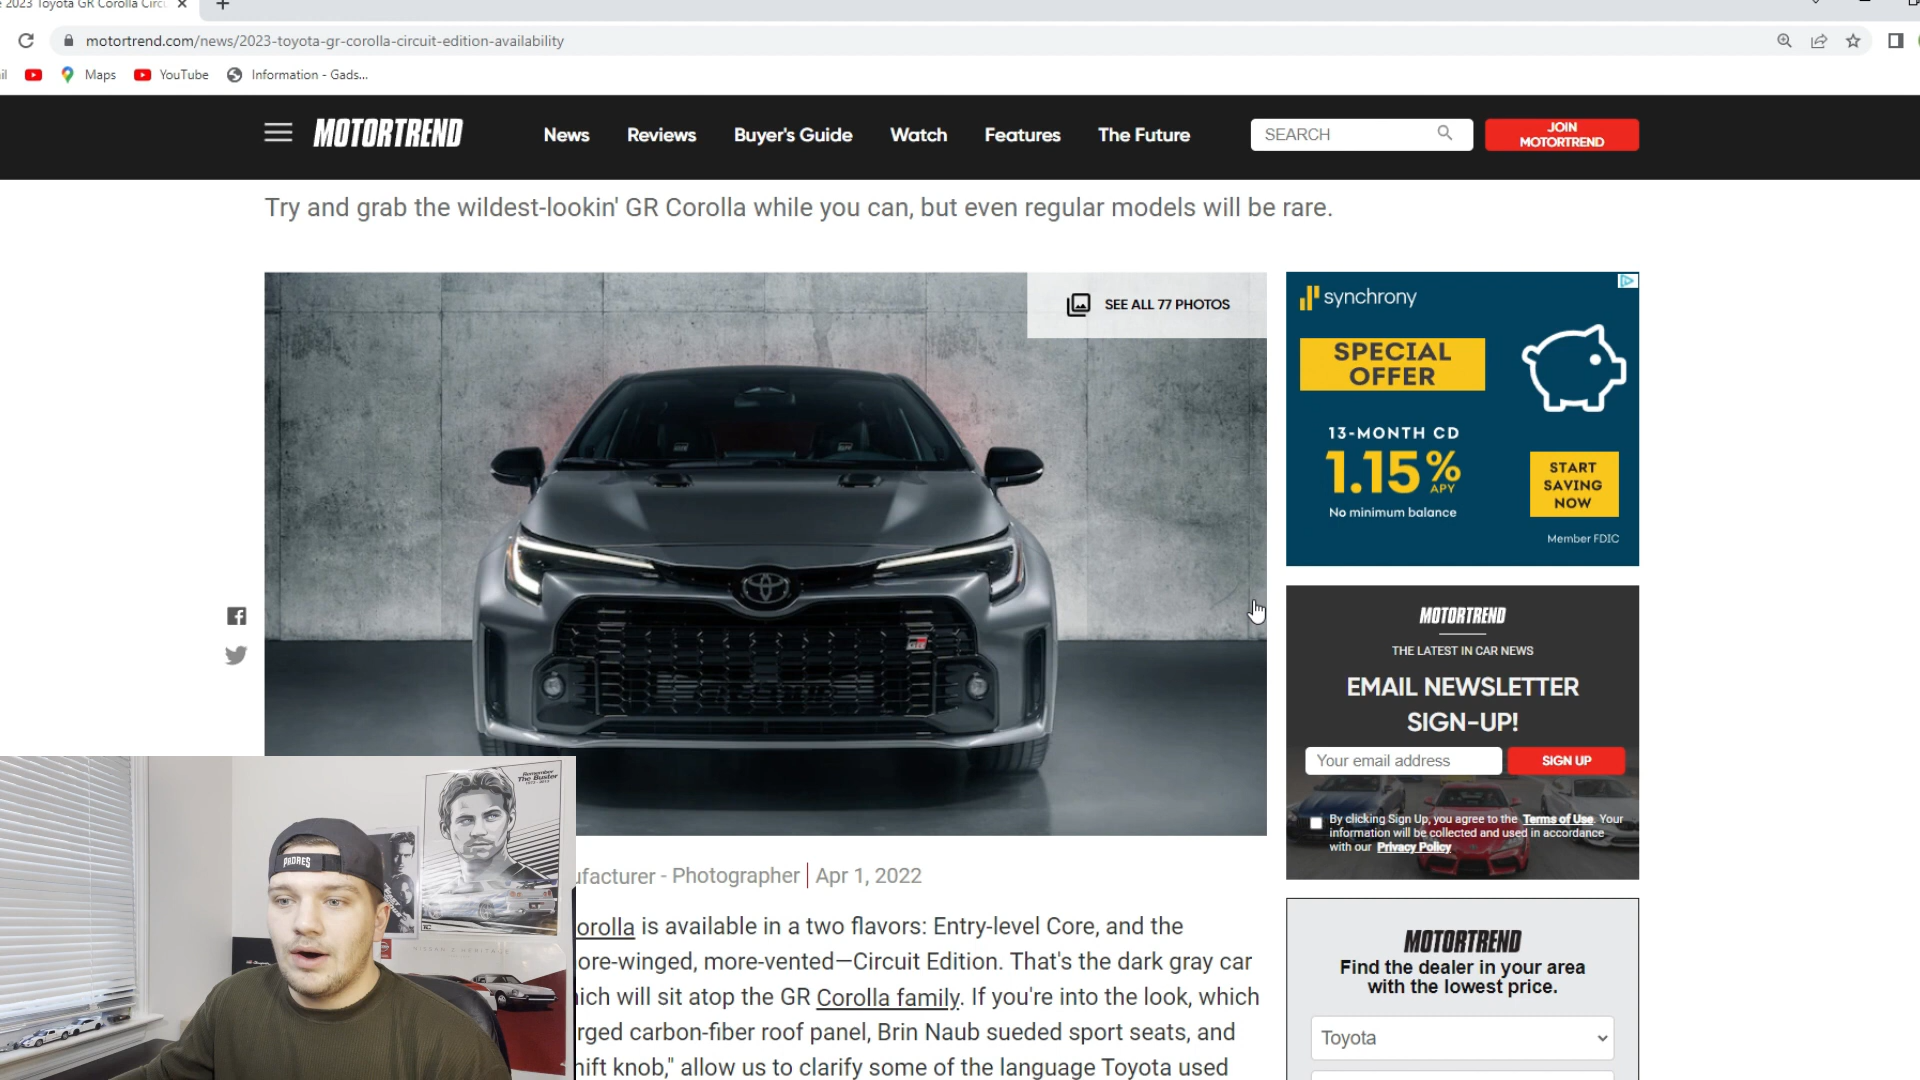 2023 Toyota GR Corolla Circ
motortrend.com/news/2023-toyota-gr-corolla-circuit-edition-availability
Maps
YouTube
Information - Gads...
MOTORTREND
News
Reviews
Buyer's Guide
Watch
Features
The Future
SEARCH
JOIN
MOTORTREND
Try and grab the wildest-lookin' GR Corolla while you can, but even regular models will be rare.
SEE ALL 77 PHOTOS
synchrony
SPECIAL
OFFER
13-MONTH CD
1.15% APY
No minimum balance
START
SAVING
NOW
Member FDIC
MOTORTREND
THE LATEST IN CAR NEWS
EMAIL NEWSLETTER
SIGN-UP!
Your email address
SIGN UP
By clicking Sign Up, you agree to the Terms of Use. Your
information will be collected and used in accordance
with our Privacy Policy
Remember
The Buster
PADRES
ufacturer - Photographer | Apr 1, 2022
orolla is available in a two flavors: Entry-level Core, and the
ore-winged, more-vented—Circuit Edition. That's the dark gray car
ich will sit atop the GR Corolla family. If you're into the look, which
rged carbon-fiber roof panel, Brin Naub sueded sport seats, and
hift knob," allow us to clarify some of the language Toyota used
MOTORTREND
Find the dealer in your area
with the lowest price.
Toyota